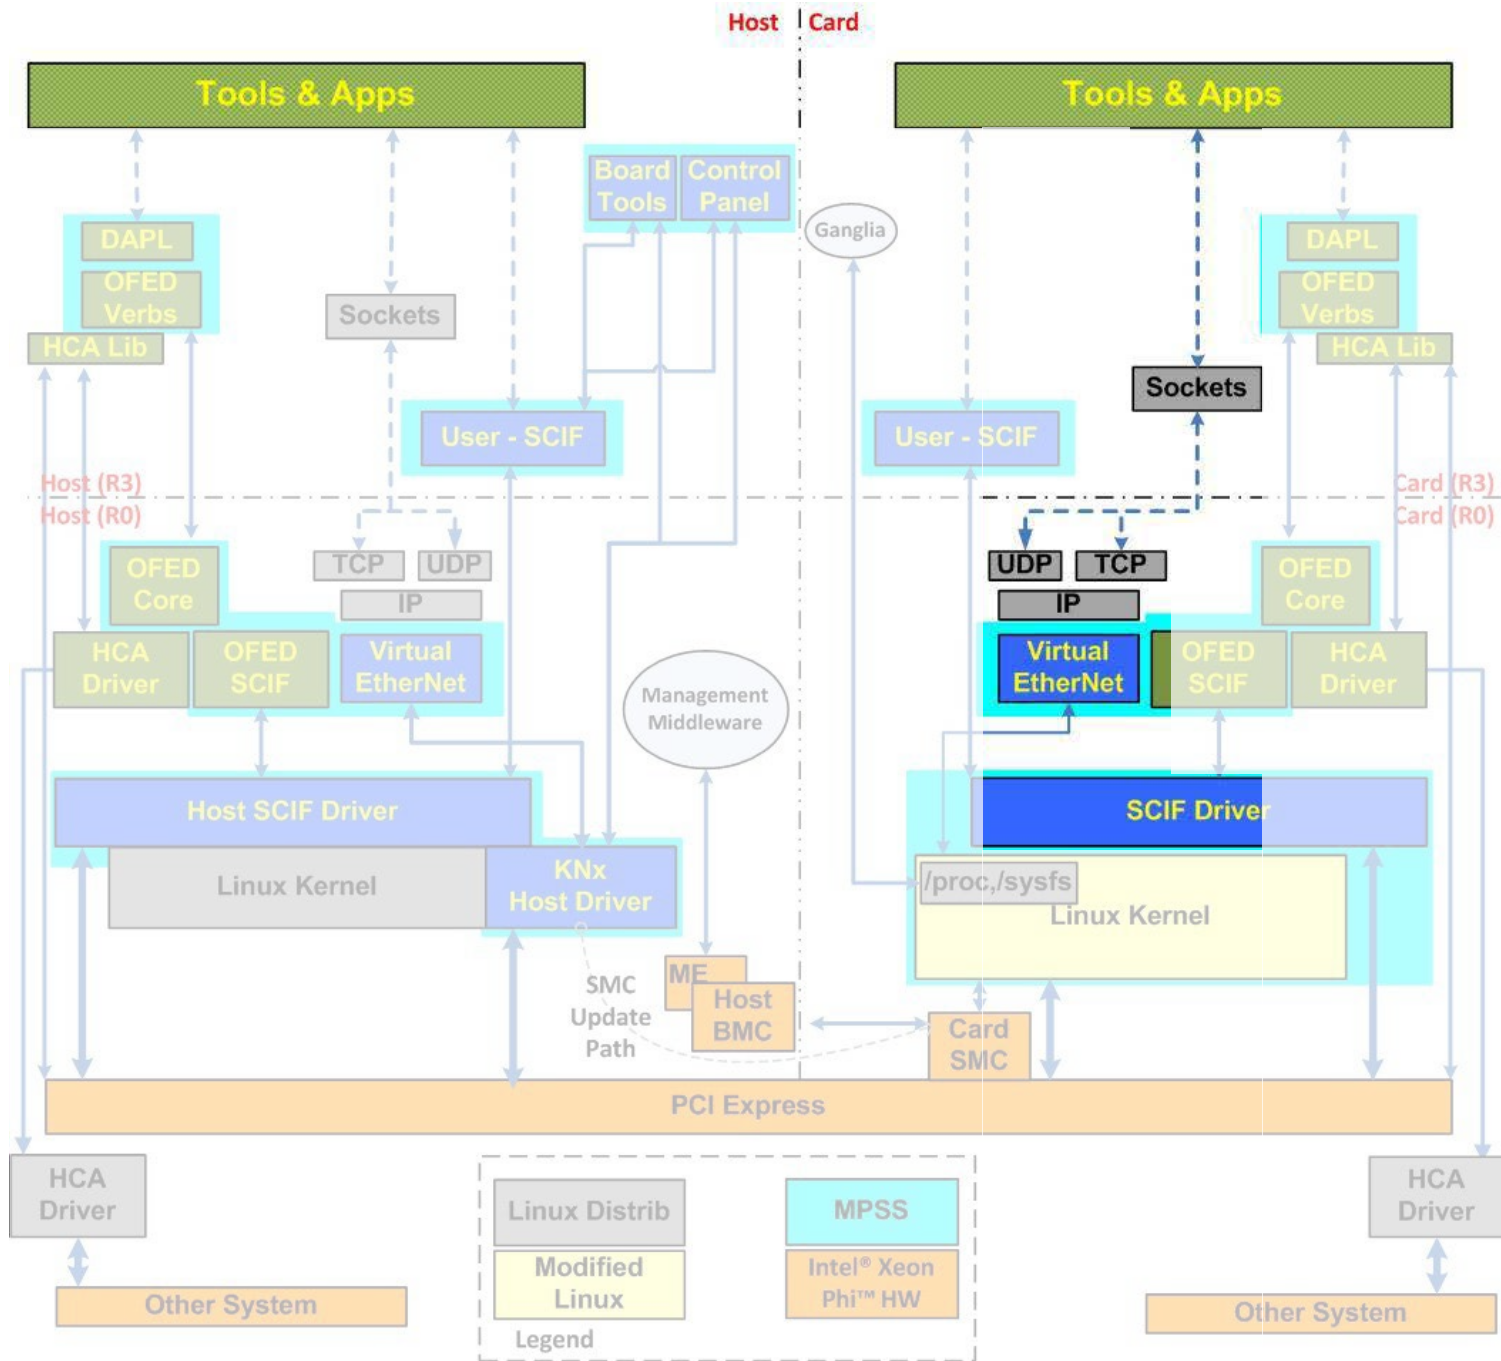 Host
Card
Tools & Apps
Tools & Apps
Board
Tools
Control
Panel
Ganglia
DAPL
OFED
Verbs
HCA Lib
Sockets
User - SCIF
DAPL
OFED
Verbs
HCA Lib
Sockets
User - SCIF
Host (R3)
Host (R0)
Card (R3)
Card (R0)
OFED
Core
TCP
UDP
IP
HCA
Driver
OFED
SCIF
Virtual
EtherNet
Management
Middleware
UDP
TCP
IP
OFED
Core
Virtual
EtherNet
OFED
SCIF
HCA
Driver
Host SCIF Driver
SCIF Driver
Linux Kernel
KNx
Host Driver
/proc,/sysfs
Linux Kernel
SMC
Update
Path
ME
Host
BMC
Card
SMC
PCI Express
HCA
Driver
Other System
Linux Distrib
MPSS
Modified
Linux
Intel® Xeon
Phi™ HW
Legend
HCA
Driver
Other System